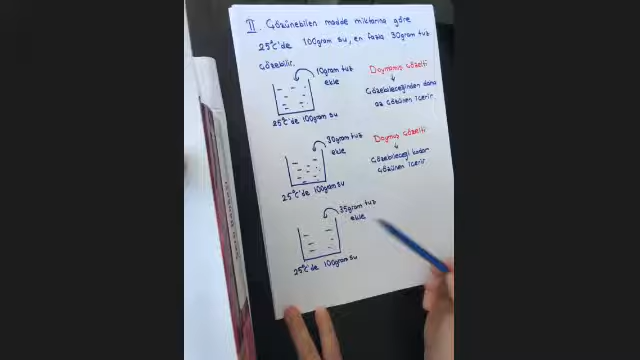 II. Çözünebilen madde miktarına göre
25°C'de 100gram su, en fazla 30gram tuz
çözebilir.
10gram tuz
ekle
25°C'de 100gram su
Doymamış çözelti
Çözebileceğinden daha
az çözünen içerir.
30gram tuz
ekle
25°C'de 100gram su
Doymuş çözelti
Çözebileceği kadar
çözünen içerir.
35gram tuz
ekle
25°C'de 100gram su